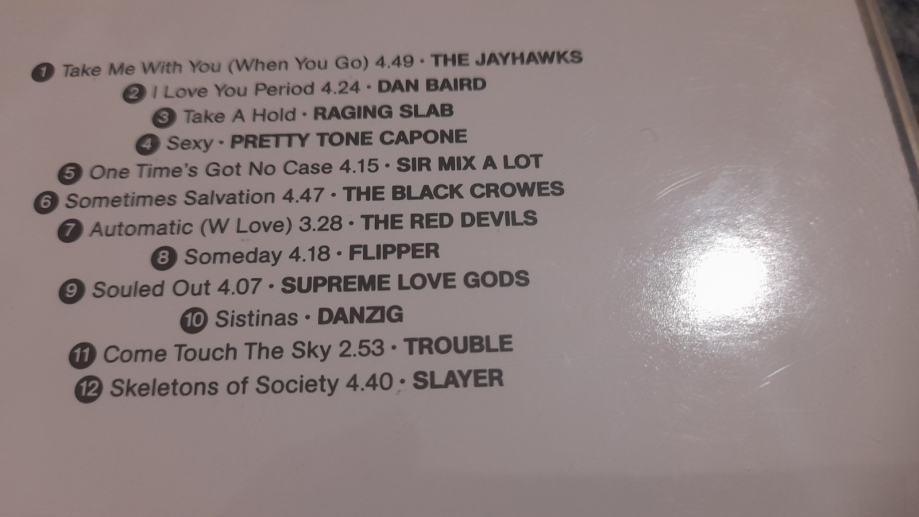 1 Take Me With You (When You Go) 4.49 · THE JAYHAWKS
2 I Love You Period 4.24 · DAN BAIRD
3 Take A Hold · RAGING SLAB
4 Sexy · PRETTY TONE CAPONE
5 One Time's Got No Case 4.15 · SIR MIX A LOT
6 Sometimes Salvation 4.47 · THE BLACK CROWES
7 Automatic (W Love) 3.28 · THE RED DEVILS
8 Someday 4.18 · FLIPPER
9 Souled Out 4.07 · SUPREME LOVE GODS
10 Sistinas · DANZIG
11 Come Touch The Sky 2.53 · TROUBLE
12 Skeletons of Society 4.40 · SLAYER